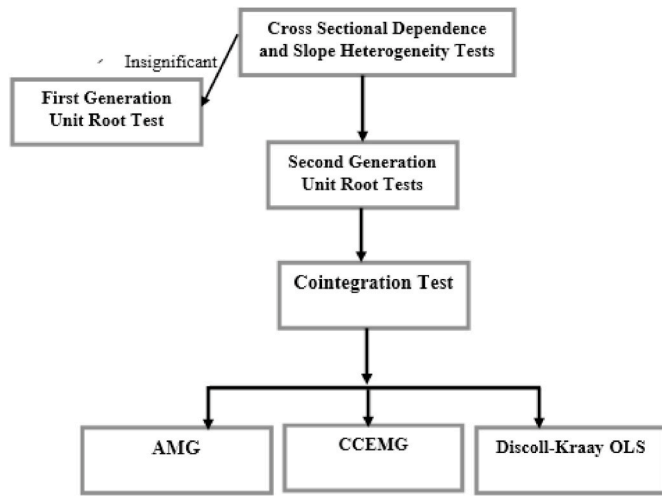 Cross Sectional Dependence
and Slope Heterogeneity Tests
Insignificant
First Generation
Unit Root Test
Second Generation
Unit Root Tests
Cointegration Test
AMG
CCEMG
Discoll-Kraay OLS